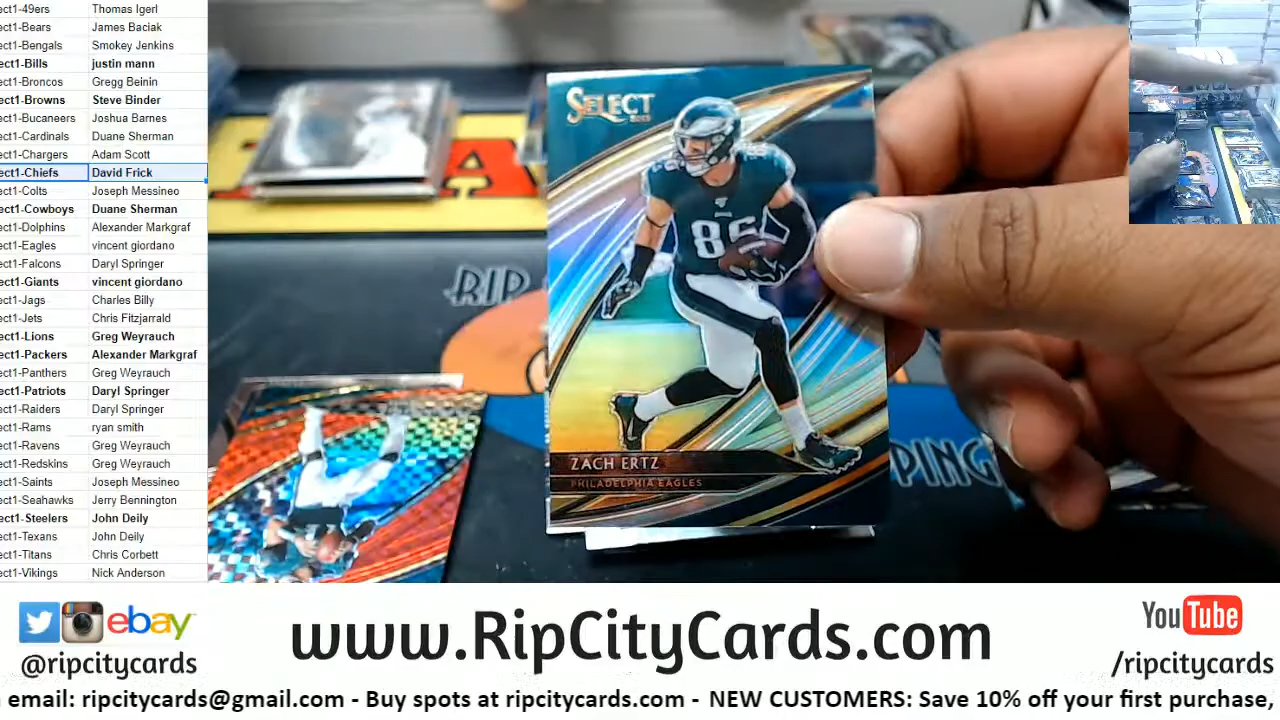 ect1-49ers Thomas Igerl
ect1-Bears James Baciak
ect1-Bengals Smokey Jenkins
ect1-Bills justin mann
ect1-Broncos Gregg Beinin
ect1-Browns Steve Binder
ect1-Bucaneers Joshua Barnes
ect1-Cardinals Duane Sherman
ect1-Chargers Adam Scott
ect1-Chiefs David Frick
ect1-Colts Joseph Messineo
ect1-Cowboys Duane Sherman
ect1-Dolphins Alexander Markgraf
ect1-Eagles vincent giordano
ect1-Falcons Daryl Springer
ect1-Giants vincent giordano
ect1-Jags Charles Billy
ect1-Jets Chris Fitzjarrald
ect1-Lions Greg Weyrauch
ect1-Packers Alexander Markgraf
ect1-Panthers Greg Weyrauch
ect1-Patriots Daryl Springer
ect1-Raiders Daryl Springer
ect1-Rams ryan smith
ect1-Ravens Greg Weyrauch
ect1-Redskins Greg Weyrauch
ect1-Saints Joseph Messineo
ect1-Seahawks Jerry Bennington
ect1-Steelers John Deily
ect1-Texans John Deily
ect1-Titans Chris Corbett
ect1-Vikings Nick Anderson
SELECT
86
ZACH ERTZ
PHILADELPHIA EAGLES
RIP
PING
ebay
@ripcitycards
www.RipCityCards.com
YouTube
/ripcitycards
email: ripcitycards@gmail.com - Buy spots at ripcitycards.com - NEW CUSTOMERS: Save 10% off your first purchase,